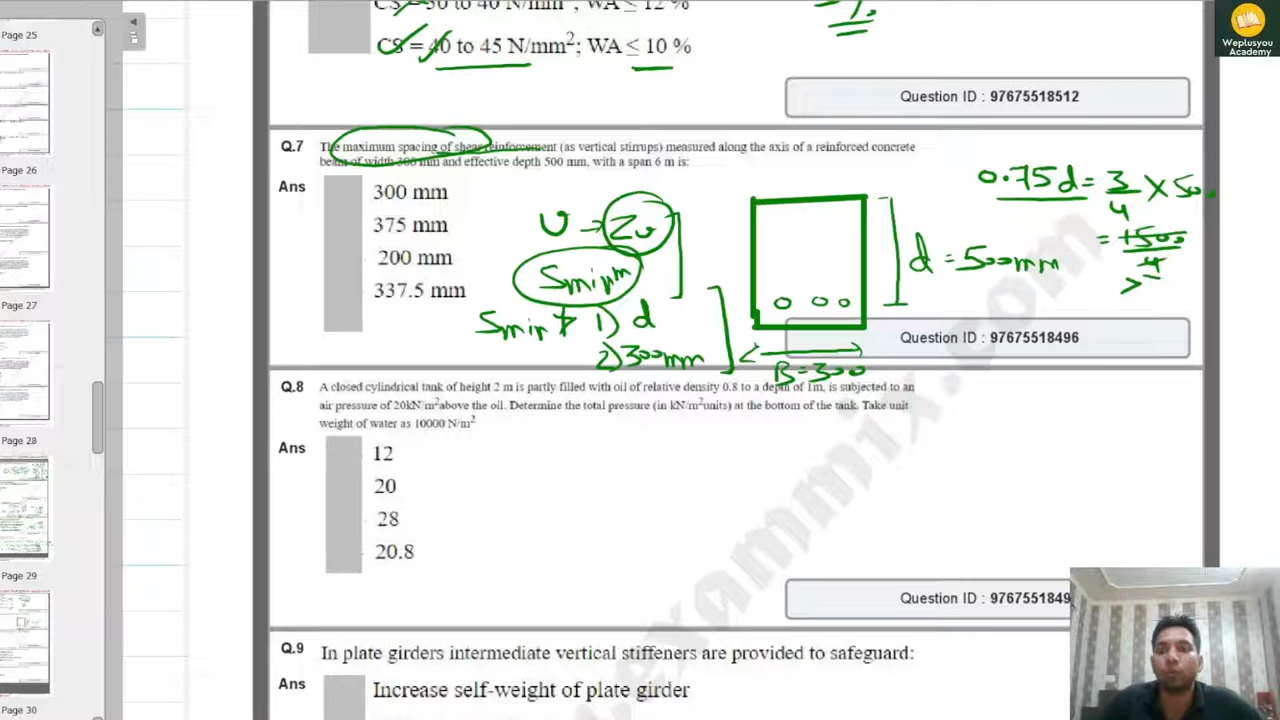 Page 25
Page 26
Page 27
Page 28
Page 29
Page 30
Weplusyou
Academy
CS = 40 to 45 N/mm²; WA ≤ 10 %
Question ID : 97675518512
Q.7 The maximum spacing of shear reinforcement (as vertical stirrups) measured along the axis of a reinforced concrete
beam of width 300 mm and effective depth 500 mm, with a span 6 m is:
Ans
300 mm
375 mm
200 mm
337.5 mm
d = 500mm
B = 300
1) d
2) 300mm
0.75d = 3/4 × 50
= 1500/4
Question ID : 97675518496
Q.8 A closed cylindrical tank of height 2 m is partly filled with oil of relative density 0.8 to a depth of 1m, is subjected to an
air pressure of 20kN/m² above the oil. Determine the total pressure (in kN/m² units) at the bottom of the tank. Take unit
weight of water as 10000 N/m²
Ans
12
20
28
20.8
Question ID : 9767551849
Q.9 In plate girders intermediate vertical stiffeners are provided to safeguard:
Ans
Increase self-weight of plate girder